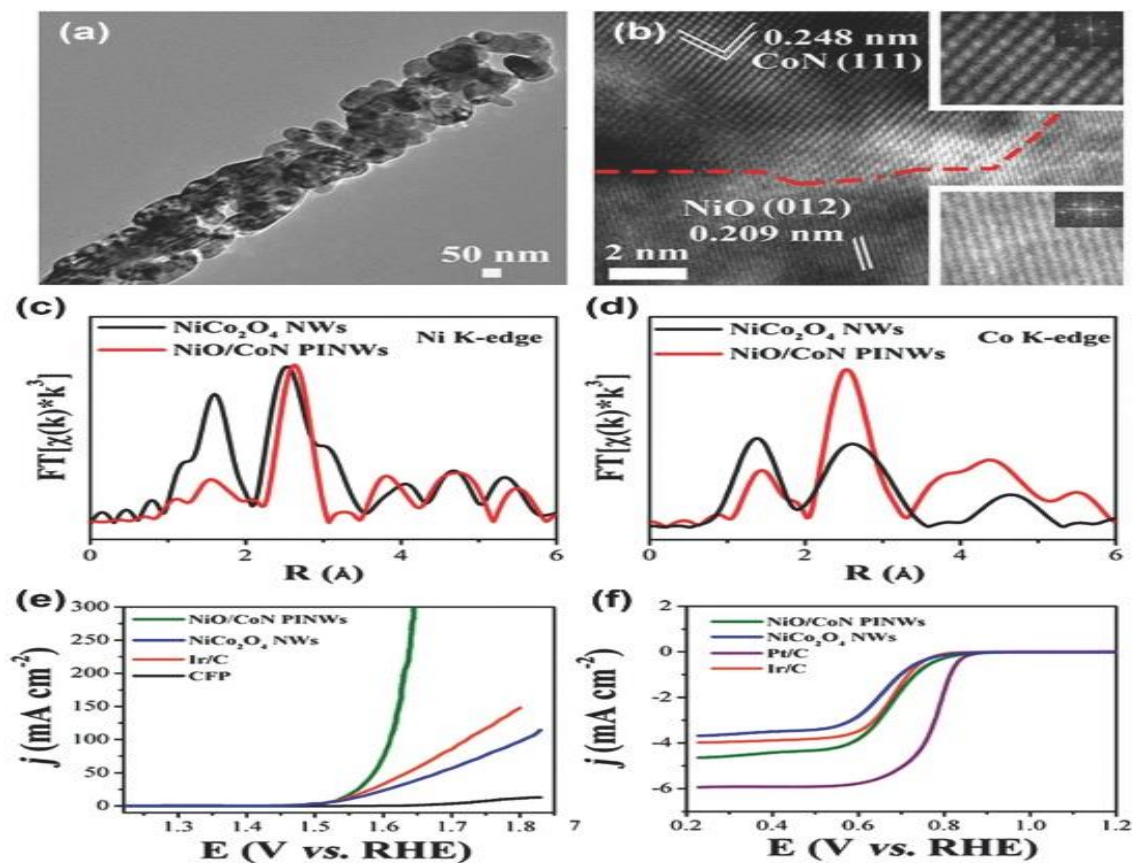 (a)
50 nm
(b)
0.248 nm
CoN (111)
NiO (012)
0.209 nm
2 nm
(c)
NiCo₂O₄ NWs
NiO/CoN PINWs
Ni K-edge
FT[χ(k)*k³]
0 2 4 6
R (Å)
(d)
NiCo₂O₄ NWs
NiO/CoN PINWs
Co K-edge
FT[χ(k)*k³]
0 1 2 3 4 5 6
R (Å)
(e)
300
250
200
150
100
50
0
NiO/CoN PINWs
NiCo₂O₄ NWs
Ir/C
CFP
j (mA cm⁻²)
1.3 1.4 1.5 1.6 1.7 1.8 7
E (V vs. RHE)
(f)
2
0
-2
-4
-6
NiO/CoN PINWs
NiCo₂O₄ NWs
Pt/C
Ir/C
j (mA cm⁻²)
0.2 0.4 0.6 0.8 1.0 1.2
E (V vs. RHE)